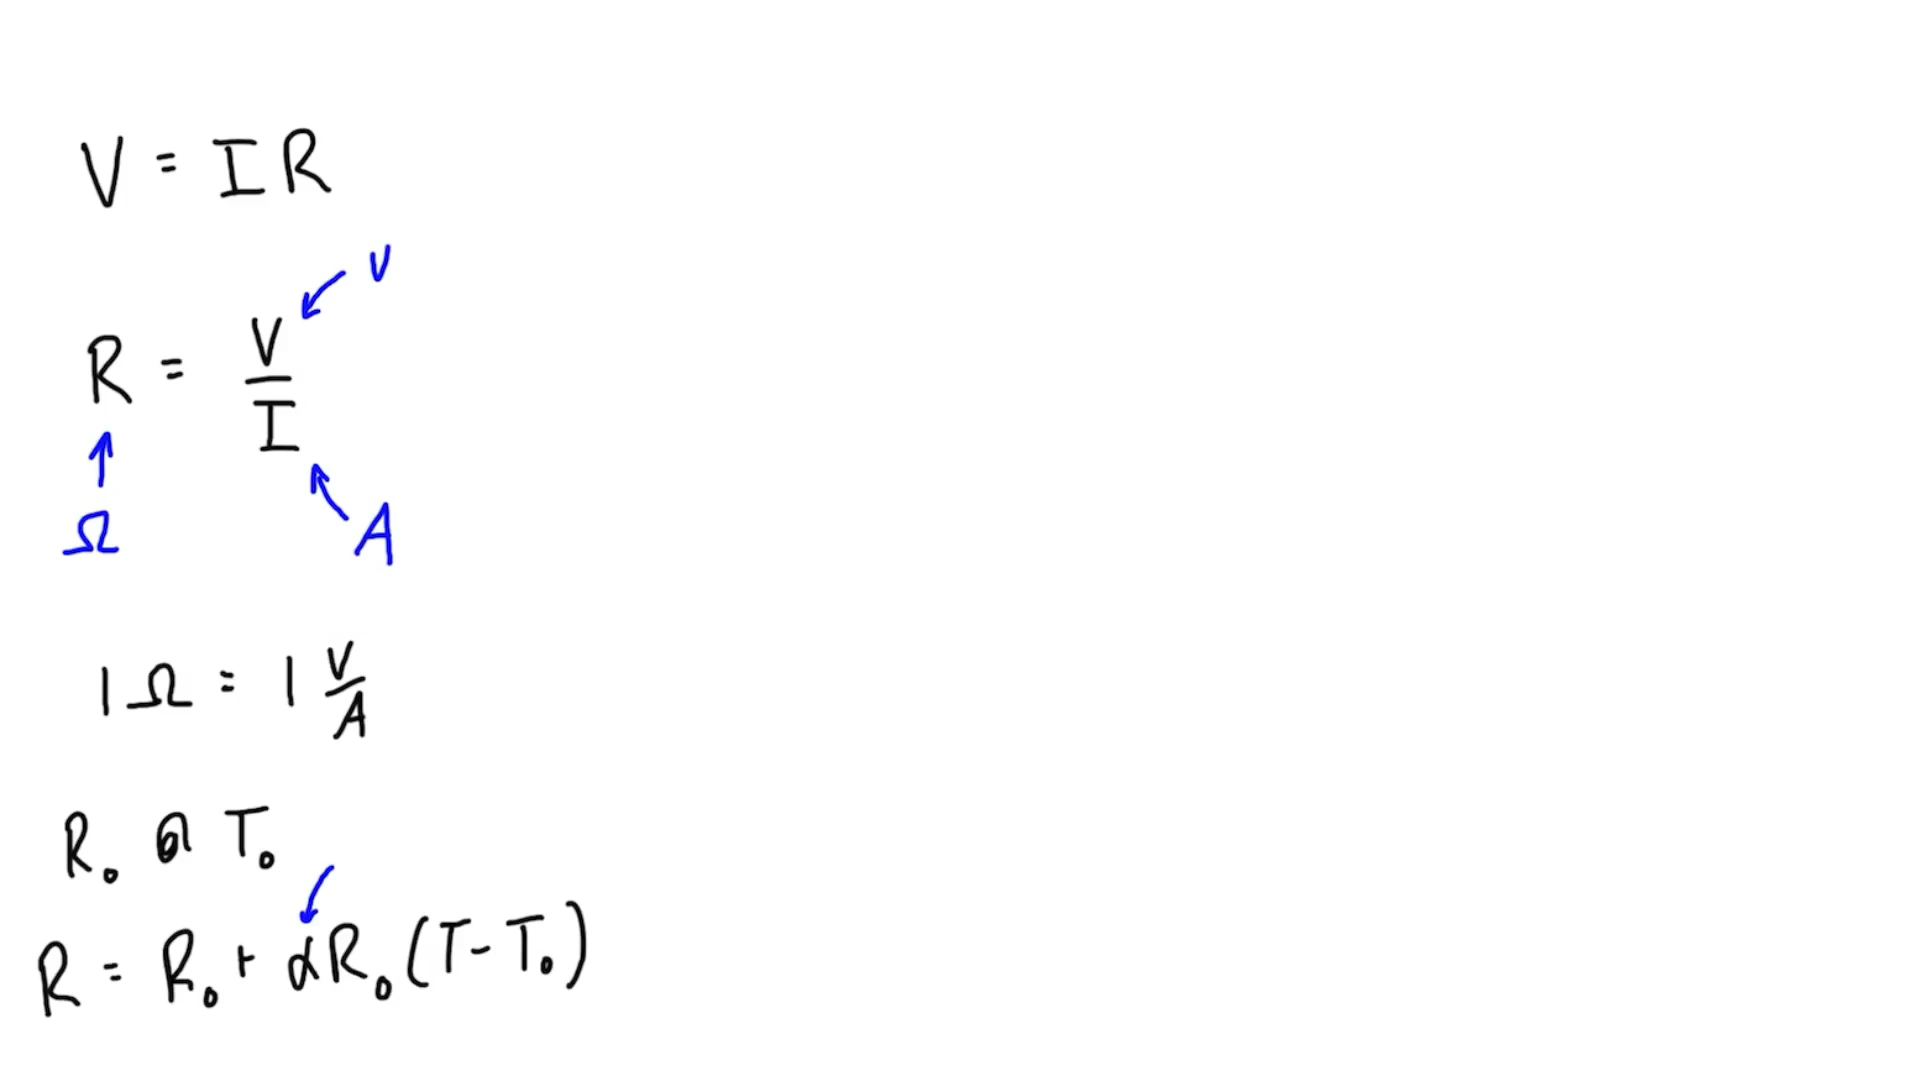 V = IR
V
R = V/I
Ω
A
1Ω = 1 V/A
R₀ @ T₀
R = R₀ + αR₀(T - T₀)